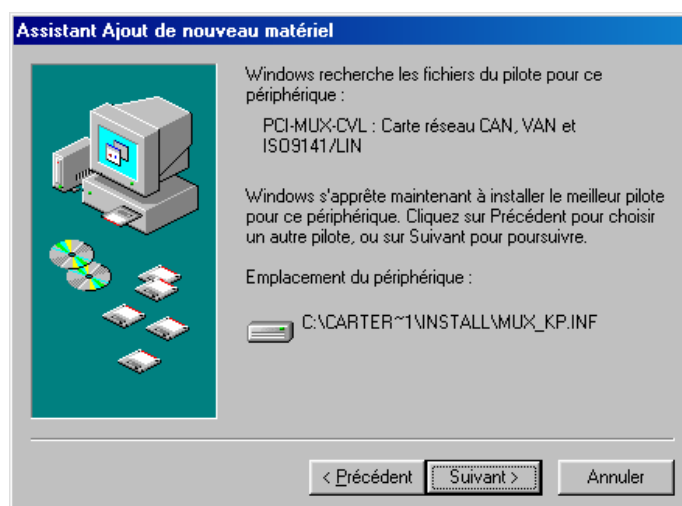 Assistant Ajout de nouveau matériel
Windows recherche les fichiers du pilote pour ce
périphérique :
PCI-MUX-CVL : Carte réseau CAN, VAN et
ISO9141/LIN
Windows s'apprête maintenant à installer le meilleur pilote
pour ce périphérique. Cliquez sur Précédent pour choisir
un autre pilote, ou sur Suivant pour poursuivre.
Emplacement du périphérique :
C:\CARTER~1\INSTALL\MUX_KP.INF
< Précédent Suivant > Annuler